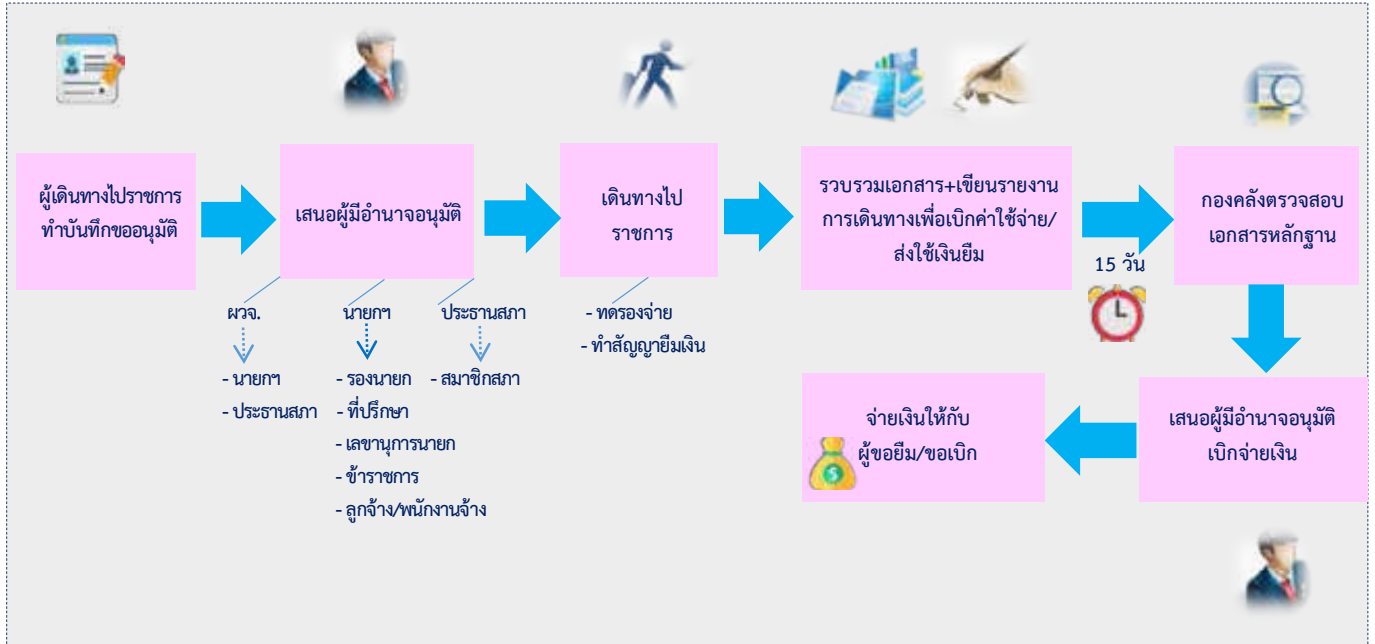 ผู้เดินทางไปราชการ
ทำบันทึกขออนุมัติ
เสนอผู้มีอำนาจอนุมัติ
เดินทางไป
ราชการ
รวบรวมเอกสาร+เขียนรายงาน
การเดินทางเพื่อเบิกค่าใช้จ่าย/
ส่งใช้เงินยืม
15 วัน
กองคลังตรวจสอบ
เอกสารหลักฐาน
ผวจ.
- นายกฯ
- ประธานสภา
นายกฯ
- รองนายก
- ที่ปรึกษา
- เลขานุการนายก
- ข้าราชการ
- ลูกจ้าง/พนักงานจ้าง
ประธานสภา
- สมาชิกสภา
- ทดรองจ่าย
- ทำสัญญายืมเงิน
เสนอผู้มีอำนาจอนุมัติ
เบิกจ่ายเงิน
จ่ายเงินให้กับ
ผู้ขอยืม/ขอเบิก